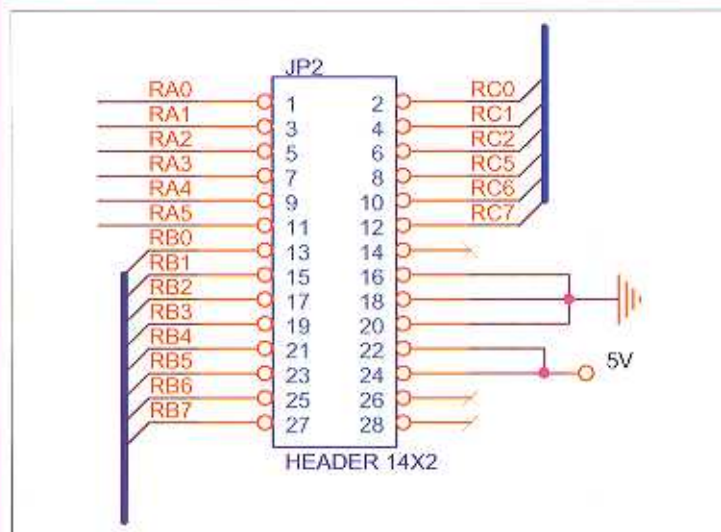 JP2
RA0 1 2 RC0
RA1 3 4 RC1
RA2 5 6 RC2
RA3 7 8 RC5
RA4 9 10 RC6
RA5 11 12 RC7
RB0 13 14
RB1 15 16
RB2 17 18
RB3 19 20
RB4 21 22
RB5 23 24 5V
RB6 25 26
RB7 27 28
HEADER 14X2